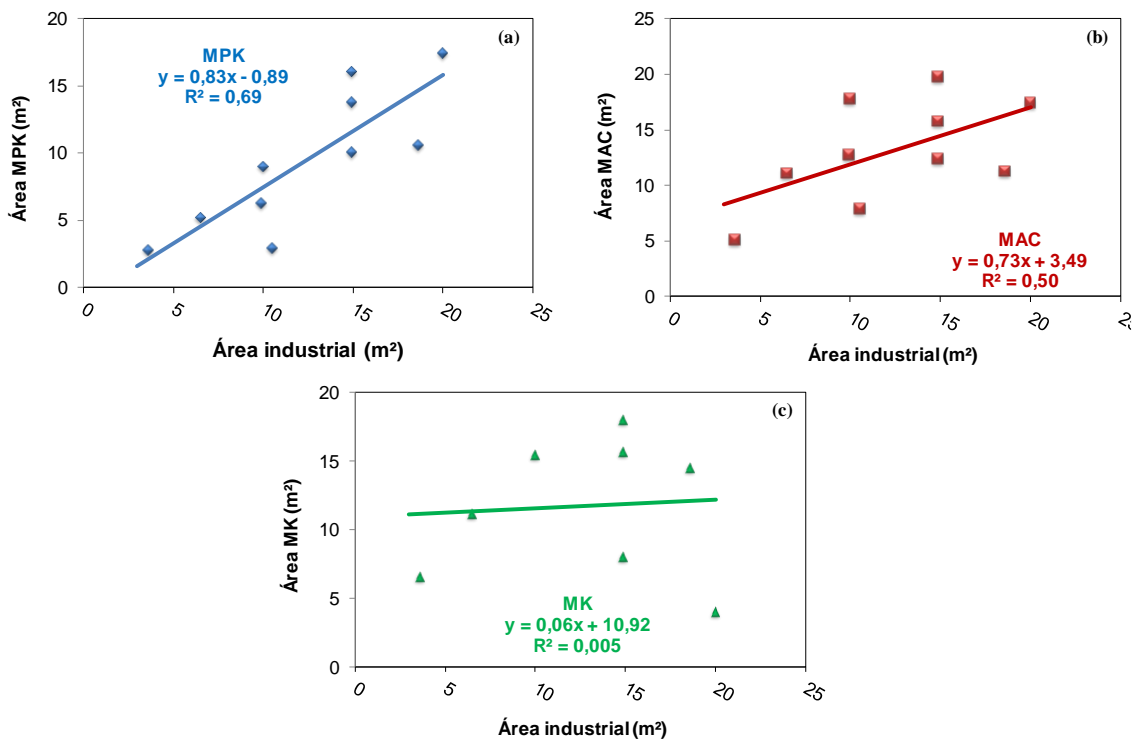 (a)
MPK
y = 0,83x - 0,89
R² = 0,69
Área MPK (m²)
20
15
10
5
0
0 5 10 15 20 25
Área industrial (m²)
(b)
Área MAC (m²)
25
20
15
10
5
0
MAC
y = 0,73x + 3,49
R² = 0,50
0 5 10 15 20 25
Área industrial (m²)
(c)
Área MK (m²)
20
15
10
5
0
MK
y = 0,06x + 10,92
R² = 0,005
0 5 10 15 20 25
Área industrial (m²)